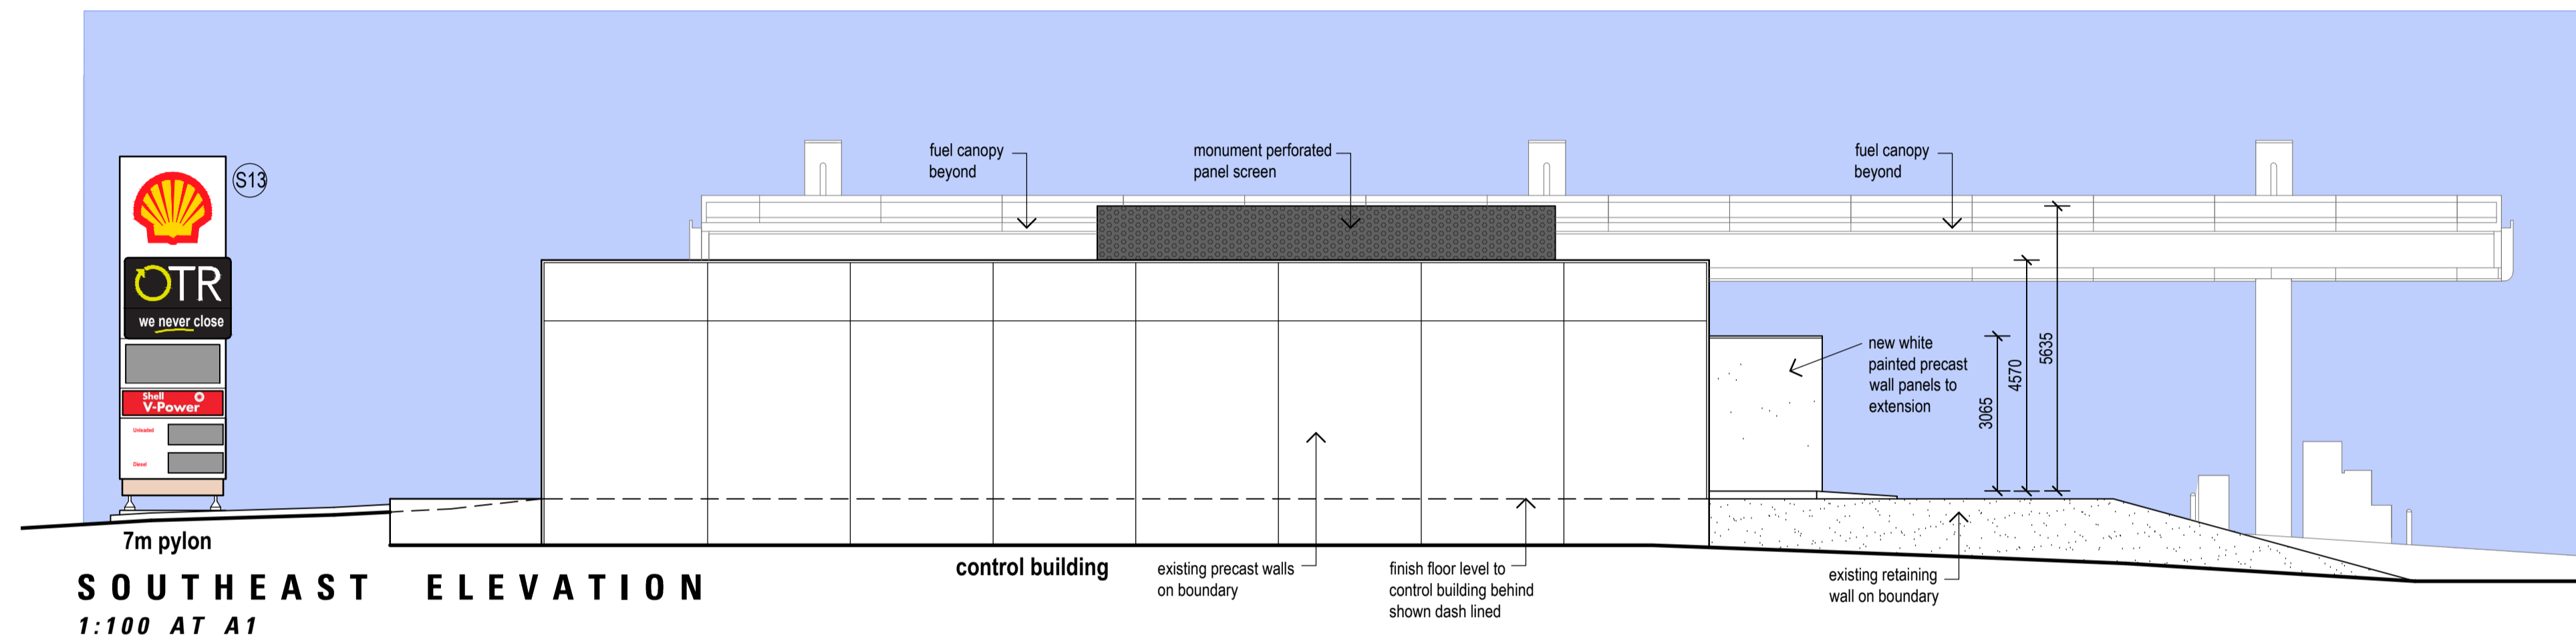 S13
OTR
we never close
Shell
V-Power
Unleaded
Diesel
7m pylon
fuel canopy
beyond
monument perforated
panel screen
fuel canopy
beyond
new white
painted precast
wall panels to
extension
3065
4570
5635
control building
existing precast walls
on boundary
finish floor level to
control building behind
shown dash lined
existing retaining
wall on boundary
SOUTHEAST ELEVATION
1:100 AT A1